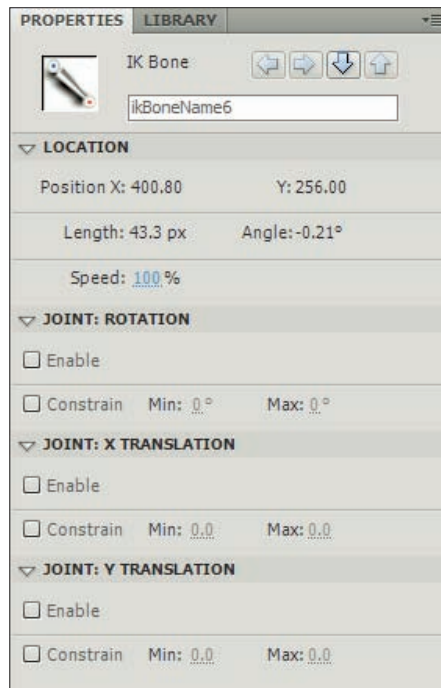 PROPERTIES LIBRARY
IK Bone
ikBoneName6
LOCATION
Position X: 400.80 Y: 256.00
Length: 43.3 px Angle:-0.21°
Speed: 100 %
JOINT: ROTATION
Enable
Constrain Min: 0 ° Max: 0 °
JOINT: X TRANSLATION
Enable
Constrain Min: 0.0 Max: 0.0
JOINT: Y TRANSLATION
Enable
Constrain Min: 0.0 Max: 0.0